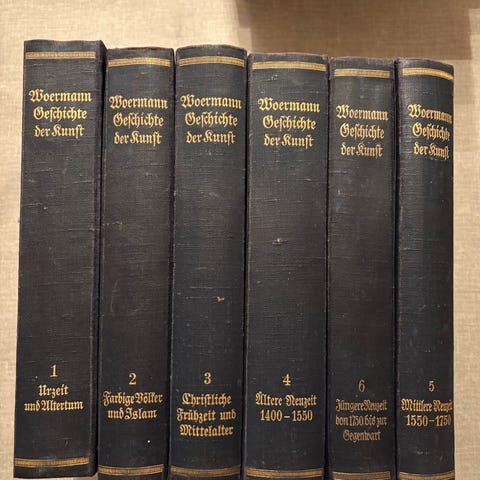 Woermann
Geschichte
der Kunst
1
Urzeit
und Altertum
Woermann
Geschichte
der Kunst
2
Farbige Völker
und Islam
Woermann
Geschichte
der Kunst
3
Christliche
Frühzeit und
Mittelalter
Woermann
Geschichte
der Kunst
4
Ältere Neuzeit
1400-1550
Woermann
Geschichte
der Kunst
6
Jüngere Neuzeit
von 1750 bis zur
Gegenwart
Woermann
Geschichte
der Kunst
5
Mittlere Neuzeit
1550-1750